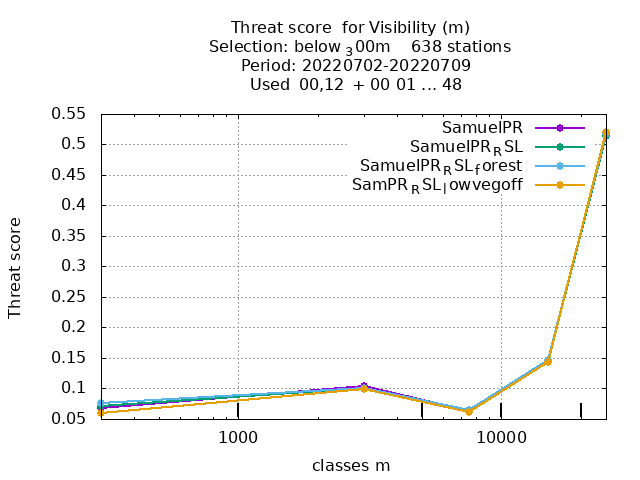 Threat score  for Visibility (m)
Selection: below ₃00m    638 stations
Period: 20220702-20220709
Used  00,12  + 00 01 ... 48
SamuelPR
SamuelPR_RSL
SamuelPR_RSL_forest
SamPR_RSL_lowvegoff
0.55
0.5
0.45
0.4
0.35
0.3
0.25
0.2
0.15
0.1
0.05
Threat score
1000
10000
classes m